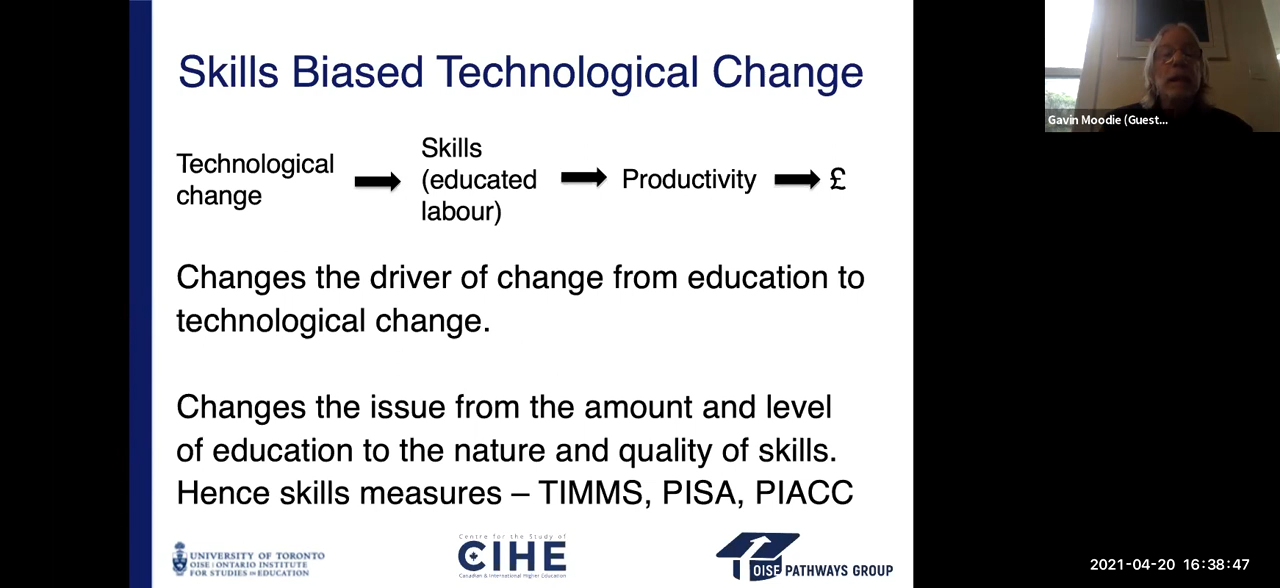 Skills Biased Technological Change
Technological
change
Skills
(educated
labour)
Productivity
£
Changes the driver of change from education to
technological change.
Changes the issue from the amount and level
of education to the nature and quality of skills.
Hence skills measures – TIMMS, PISA, PIACC
UNIVERSITY OF TORONTO
OISE | ONTARIO INSTITUTE
FOR STUDIES IN EDUCATION
Centre for the Study of
CIHE
Canadian & International Higher Education
OISE PATHWAYS GROUP
Gavin Moodie (Guest...
2021-04-20 16:38:47